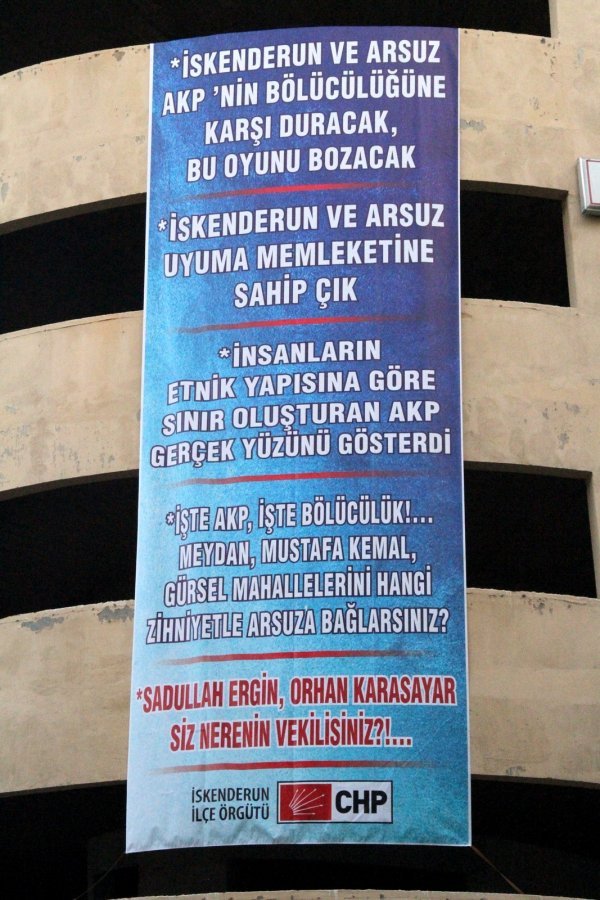 *İSKENDERUN VE ARSUZ
AKP 'NİN BÖLÜCÜLÜĞÜNE
KARŞI DURACAK,
BU OYUNU BOZACAK
*İSKENDERUN VE ARSUZ
UYUMA MEMLEKETİNE
SAHİP ÇIK
*İNSANLARIN
ETNİK YAPISINA GÖRE
SINIR OLUŞTURAN AKP
GERÇEK YÜZÜNÜ GÖSTERDİ
*İŞTE AKP, İŞTE BÖLÜCÜLÜK!...
MEYDAN, MUSTAFA KEMAL,
GÜRSEL MAHALLELERİNİ HANGİ
ZİHNİYETLE ARSUZA BAĞLARSINIZ?
*SADULLAH ERGİN, ORHAN KARASAYAR
SİZ NERENİN VEKİLİSİNİZ?!....
İSKENDERUN
İLÇE ÖRGÜTÜ
CHP